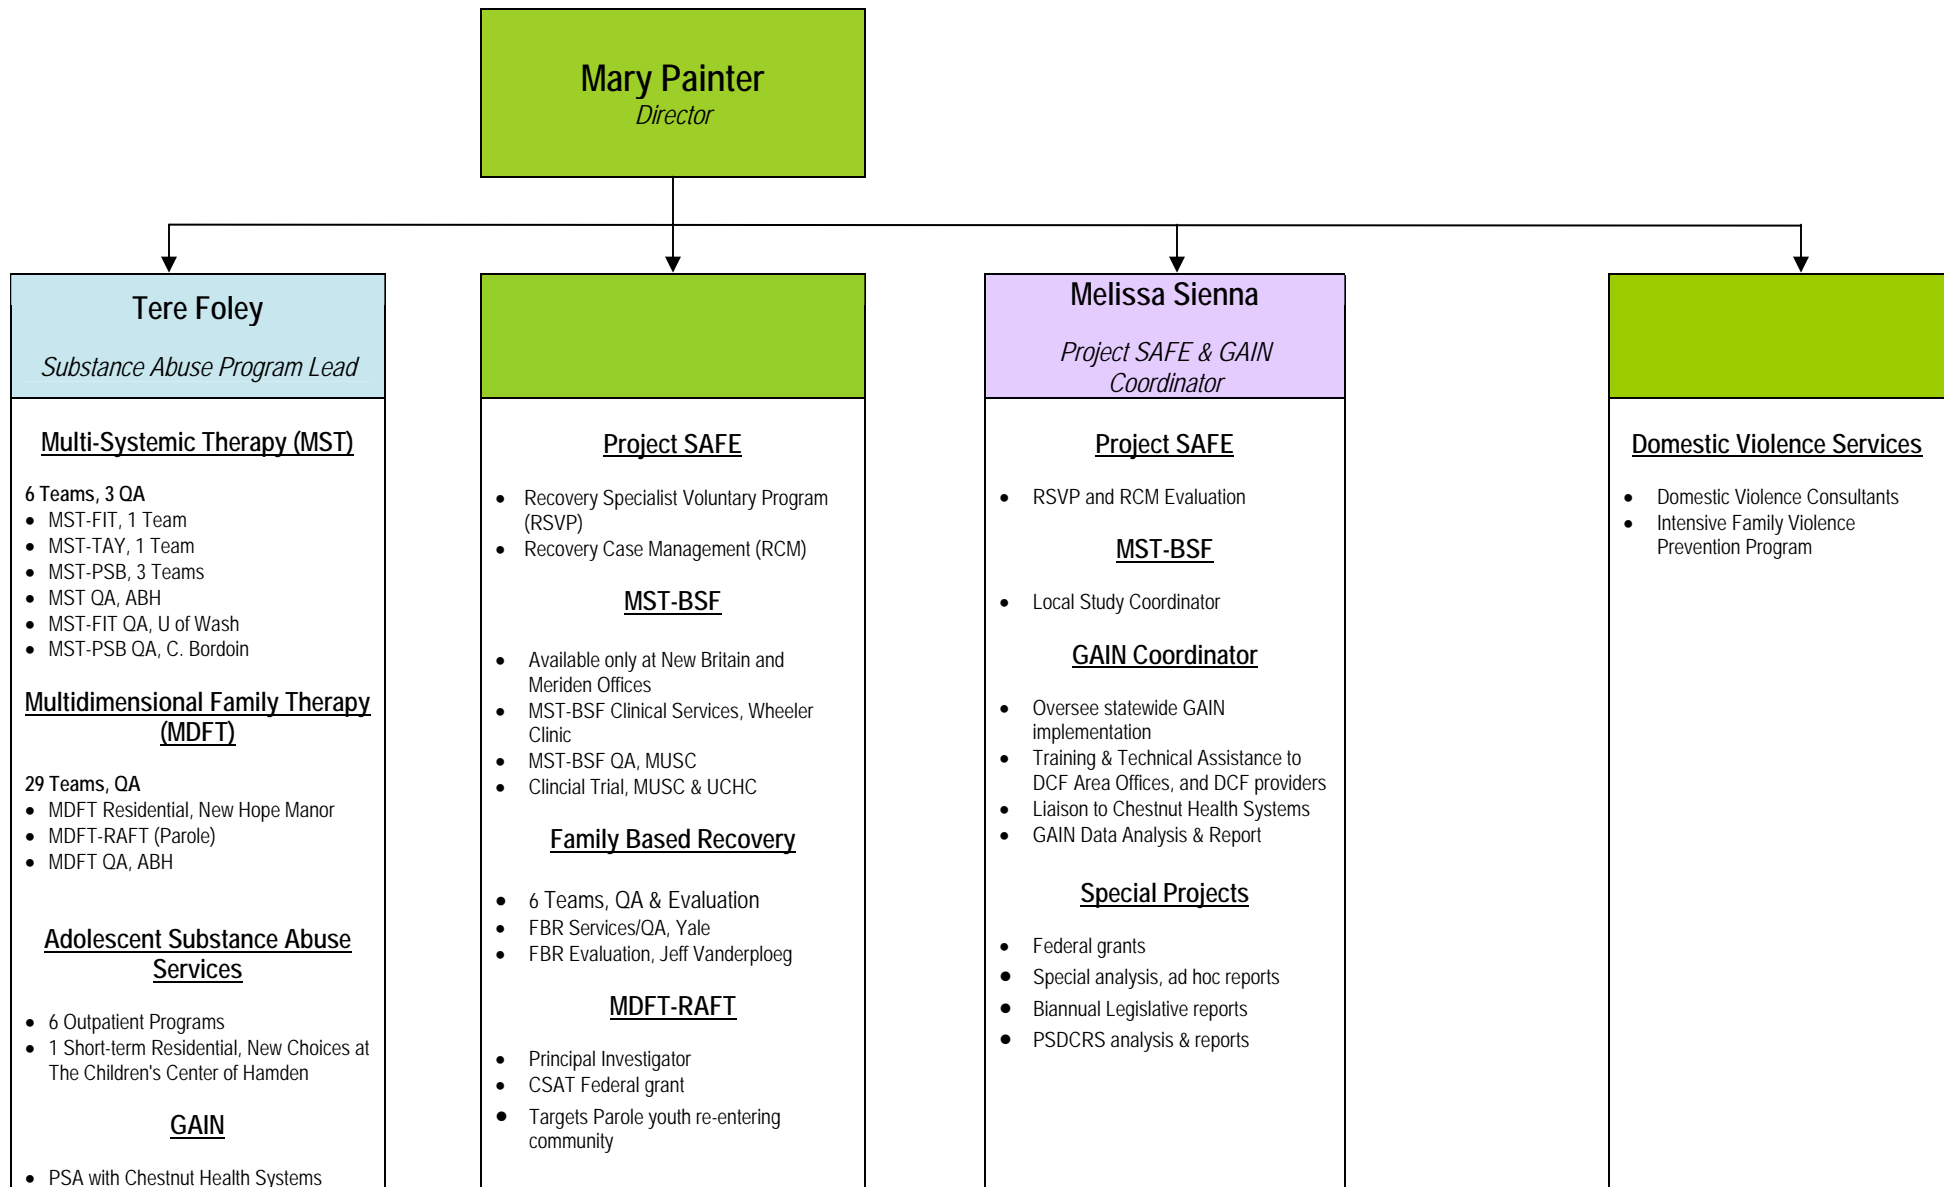 Mary Painter
Director
Tere Foley
Substance Abuse Program Lead
Multi-Systemic Therapy (MST)
6 Teams, 3 QA
• MST-FIT, 1 Team
• MST-TAY, 1 Team
• MST-PSB, 3 Teams
• MST QA, ABH
• MST-FIT QA, U of Wash
• MST-PSB QA, C. Bordoin
Multidimensional Family Therapy
(MDFT)
29 Teams, QA
• MDFT Residential, New Hope Manor
• MDFT-RAFT (Parole)
• MDFT QA, ABH
Adolescent Substance Abuse
Services
• 6 Outpatient Programs
• 1 Short-term Residential, New Choices at
The Children's Center of Hamden
GAIN
• PSA with Chestnut Health Systems
Project SAFE
• Recovery Specialist Voluntary Program
(RSVP)
• Recovery Case Management (RCM)
MST-BSF
• Available only at New Britain and
Meriden Offices
• MST-BSF Clinical Services, Wheeler
Clinic
• MST-BSF QA, MUSC
• Clincial Trial, MUSC & UCHC
Family Based Recovery
• 6 Teams, QA & Evaluation
• FBR Services/QA, Yale
• FBR Evaluation, Jeff Vanderploeg
MDFT-RAFT
• Principal Investigator
• CSAT Federal grant
• Targets Parole youth re-entering
community
Melissa Sienna
Project SAFE & GAIN
Coordinator
Project SAFE
• RSVP and RCM Evaluation
MST-BSF
• Local Study Coordinator
GAIN Coordinator
• Oversee statewide GAIN
implementation
• Training & Technical Assistance to
DCF Area Offices, and DCF providers
• Liaison to Chestnut Health Systems
• GAIN Data Analysis & Report
Special Projects
• Federal grants
• Special analysis, ad hoc reports
• Biannual Legislative reports
• PSDCRS analysis & reports
Domestic Violence Services
• Domestic Violence Consultants
• Intensive Family Violence
Prevention Program